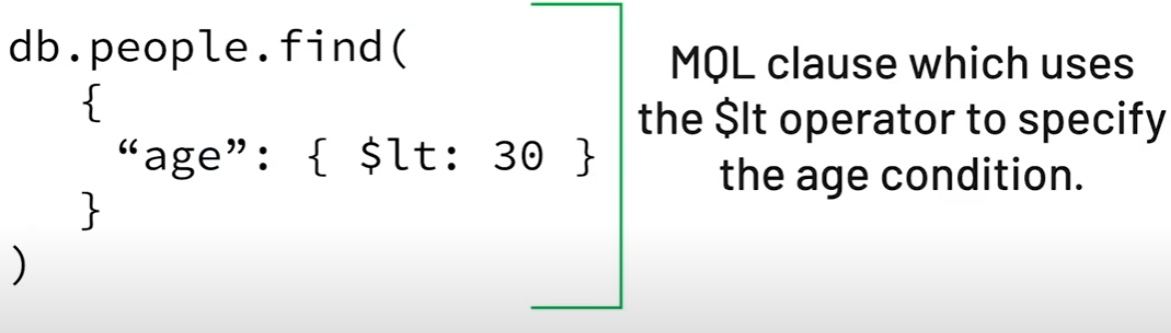 db.people.find(
{
“age”: { $lt: 30 }
}
)
MQL clause which uses
the $lt operator to specify
the age condition.